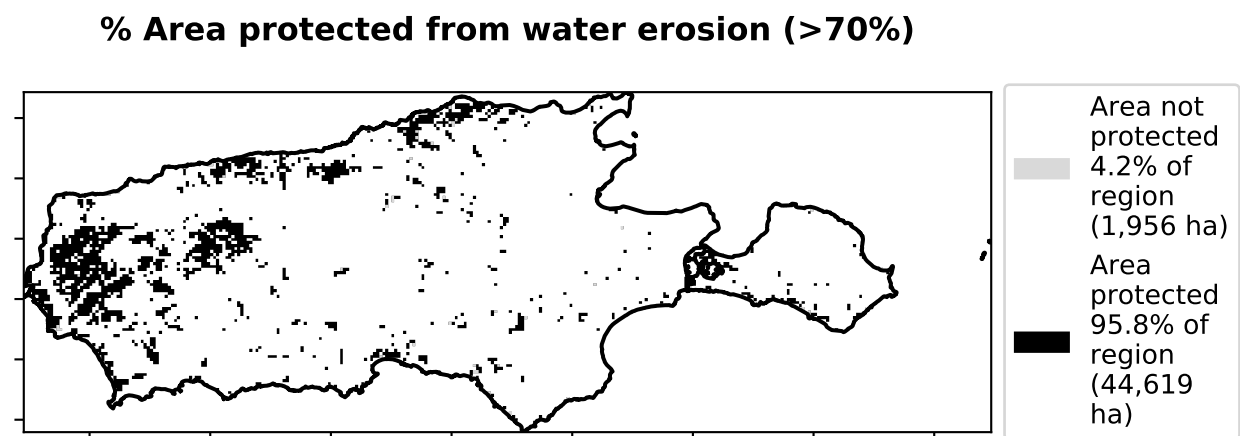 % Area protected from water erosion (>70%)
Area not
protected
4.2% of
region
(1,956 ha)
Area
protected
95.8% of
region
(44,619
ha)